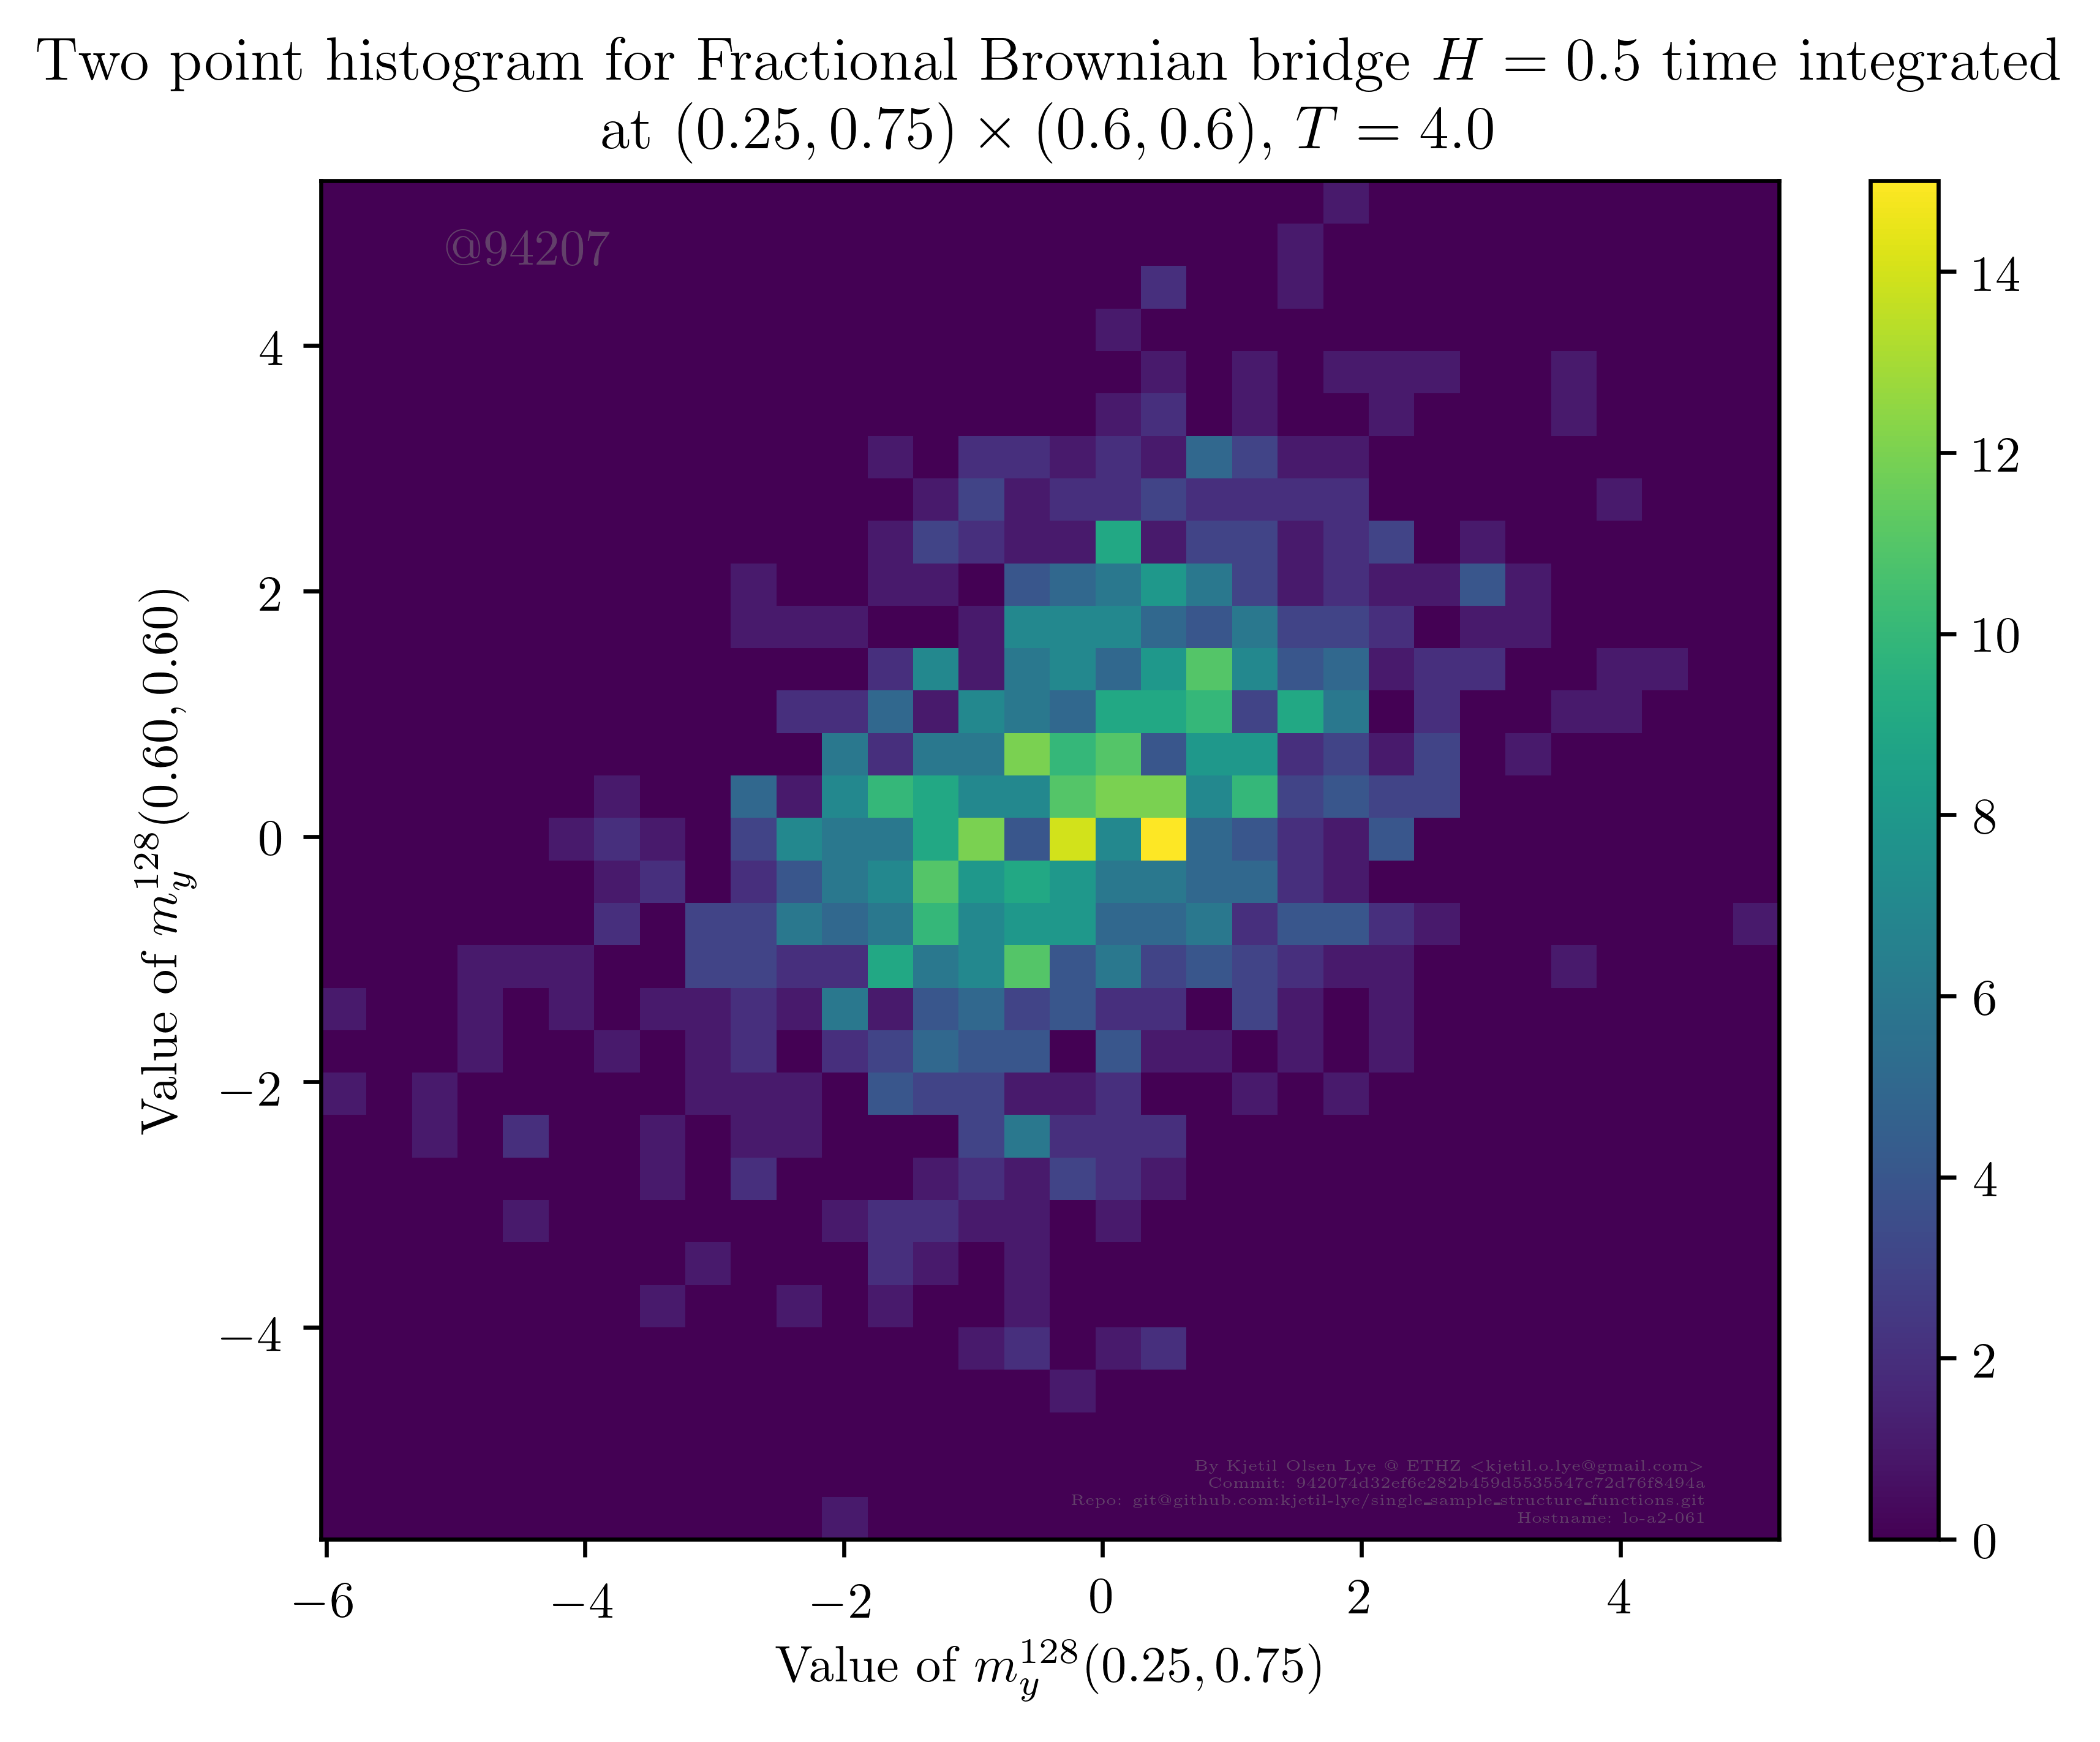 Two point histogram for Fractional Brownian bridge H = 0.5 time integrated
at (0.25, 0.75) × (0.6, 0.6), T = 4.0
@94207
4
2
0
−2
−4
Value of m_y^128(0.60, 0.60)
−6
−4
−2
0
2
4
Value of m_y^128(0.25, 0.75)
14
12
10
8
6
4
2
0
By Kjetil Olsen Lye @ ETHZ <kjetil.o.lye@gmail.com>
Commit: 942074d32ef6e282b459d5535547c72d76f8494a
Repo: git@github.com:kjetil-lye/single_sample_structure_functions.git
Hostname: lo-a2-061